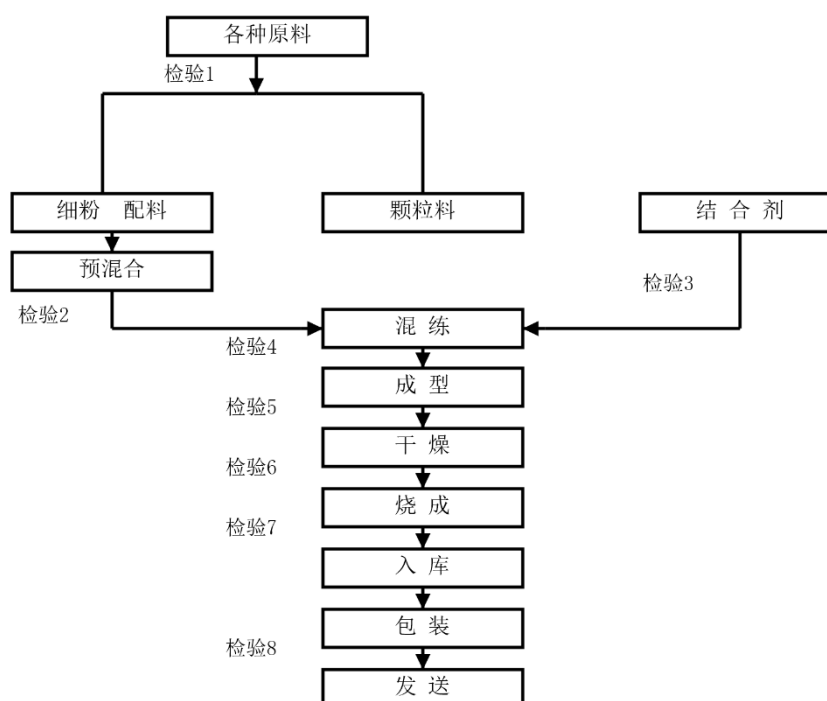 各种原料
检验1
细粉 配料
颗粒料
结 合 剂
预混合
检验3
检验2
混 练
检验4
成 型
检验5
干 燥
检验6
烧 成
检验7
入 库
包 装
检验8
发 送